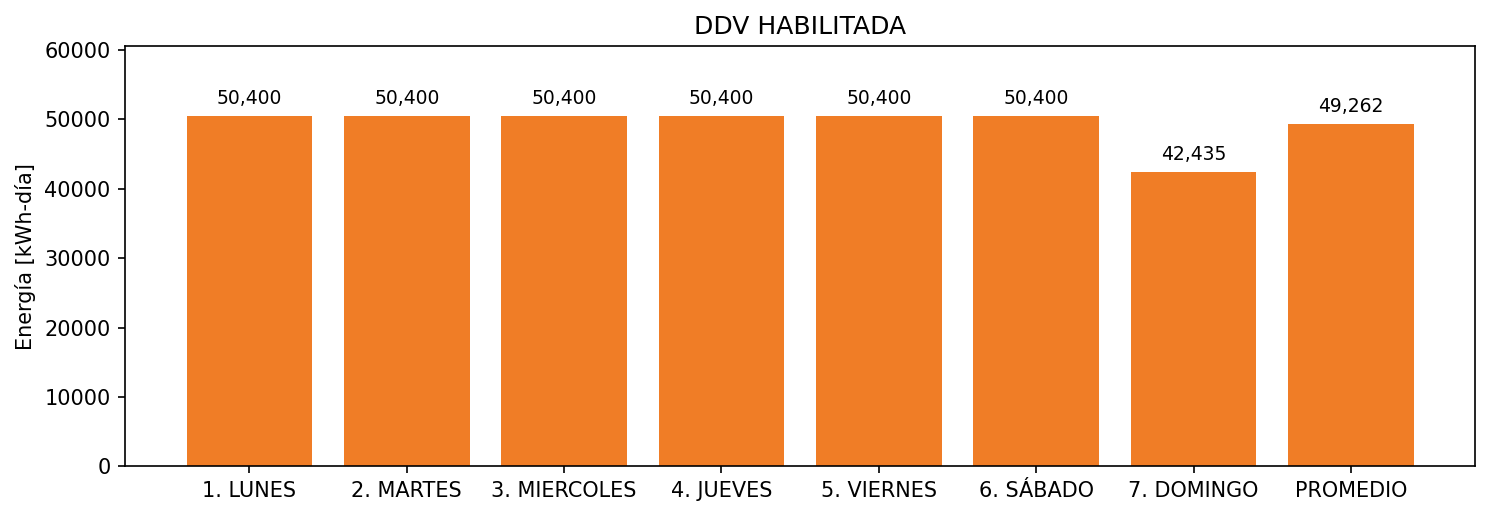 DDV HABILITADA
Energía [kWh-día]
60000
50000
40000
30000
20000
10000
0
50,400 50,400 50,400 50,400 50,400 50,400 42,435 49,262
1. LUNES 2. MARTES 3. MIERCOLES 4. JUEVES 5. VIERNES 6. SÁBADO 7. DOMINGO PROMEDIO